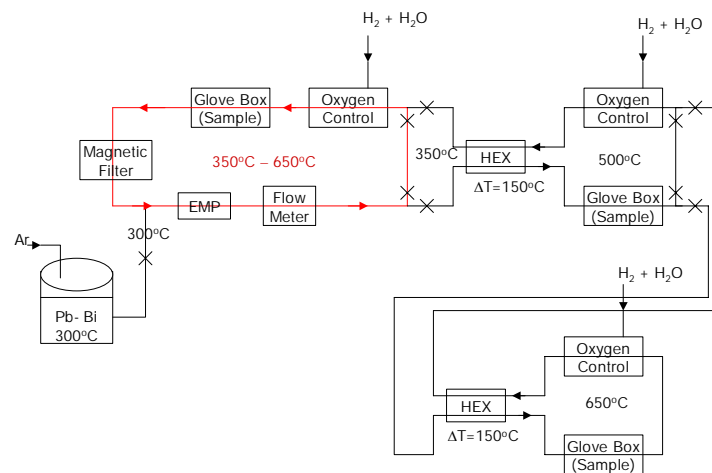 H₂ + H₂O
H₂ + H₂O
Glove Box
(Sample)
Oxygen
Control
Oxygen
Control
Magnetic
Filter
350°C – 650°C
350°C
HEX
500°C
ΔT=150°C
EMP
Flow
Meter
Glove Box
(Sample)
300°C
Ar
Pb- Bi
300°C
H₂ + H₂O
Oxygen
Control
HEX
650°C
ΔT=150°C
Glove Box
(Sample)